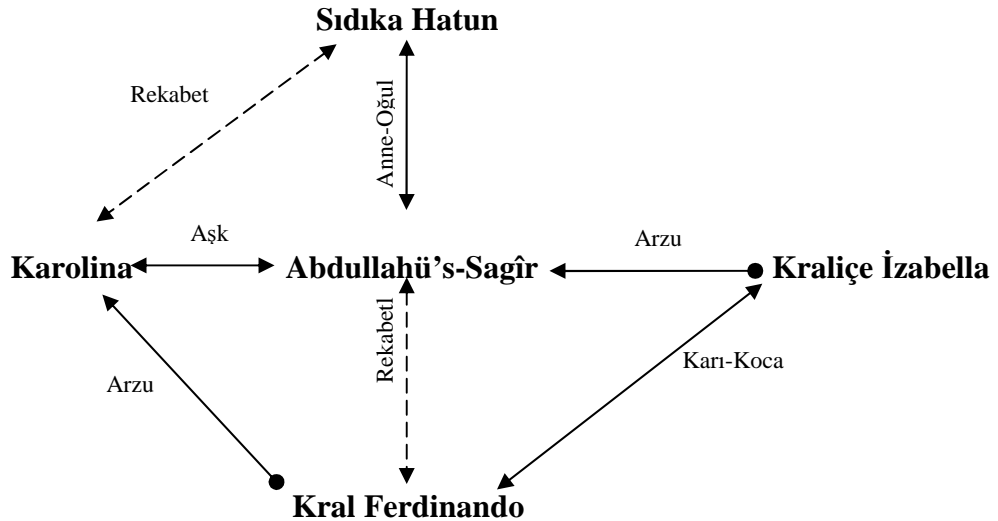 Sıdıka Hatun
Rekabet
Anne-Oğul
Aşk
Arzu
Karolina
Abdullahü’s-Sagîr
Kraliçe İzabella
Rekabetl
Karı-Koca
Arzu
Kral Ferdinando